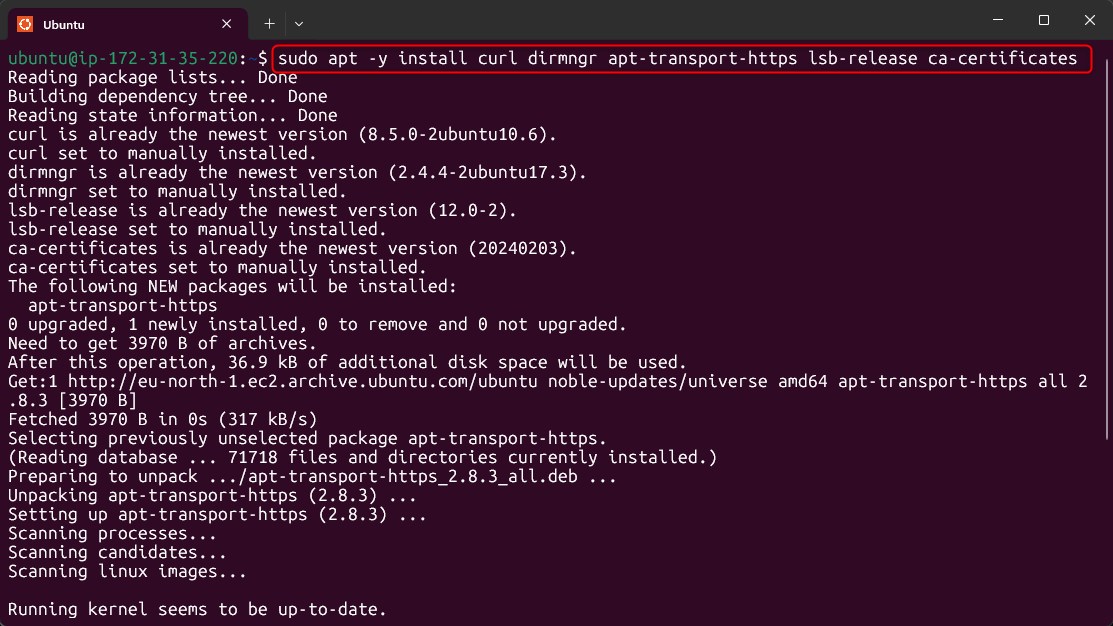 Ubuntu
ubuntu@ip-172-31-35-220:~$ sudo apt -y install curl dirmngr apt-transport-https lsb-release ca-certificates
Reading package lists... Done
Building dependency tree... Done
Reading state information... Done
curl is already the newest version (8.5.0-2ubuntu10.6).
curl set to manually installed.
dirmngr is already the newest version (2.4.4-2ubuntu17.3).
dirmngr set to manually installed.
lsb-release is already the newest version (12.0-2).
lsb-release set to manually installed.
ca-certificates is already the newest version (20240203).
ca-certificates set to manually installed.
The following NEW packages will be installed:
  apt-transport-https
0 upgraded, 1 newly installed, 0 to remove and 0 not upgraded.
Need to get 3970 B of archives.
After this operation, 36.9 kB of additional disk space will be used.
Get:1 http://eu-north-1.ec2.archive.ubuntu.com/ubuntu noble-updates/universe amd64 apt-transport-https all 2
.8.3 [3970 B]
Fetched 3970 B in 0s (317 kB/s)
Selecting previously unselected package apt-transport-https.
(Reading database ... 71718 files and directories currently installed.)
Preparing to unpack .../apt-transport-https_2.8.3_all.deb ...
Unpacking apt-transport-https (2.8.3) ...
Setting up apt-transport-https (2.8.3) ...
Scanning processes...
Scanning candidates...
Scanning linux images...
Running kernel seems to be up-to-date.